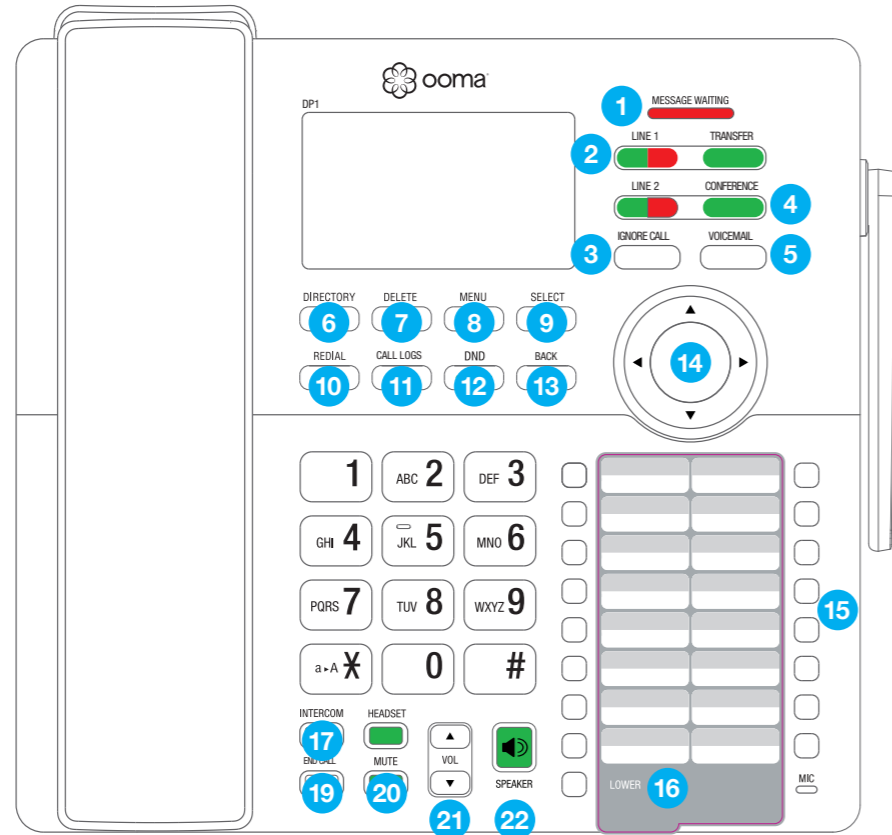 ooma
DP1
1 MESSAGE WAITING
LINE 1 TRANSFER
2
LINE 2 CONFERENCE
4
IGNORE CALL VOICEMAIL
3 5
DIRECTORY DELETE MENU SELECT
6 7 8 9
REDIAL CALL LOGS DND BACK
10 11 12 13
14
1 ABC 2 DEF 3
GHI 4 JKL 5 MNO 6
PQRS 7 TUV 8 WXYZ 9
15
a▸A * 0 #
INTERCOM HEADSET
17
VOL
END CALL MUTE
19 20
SPEAKER
21 22
LOWER 16
MIC